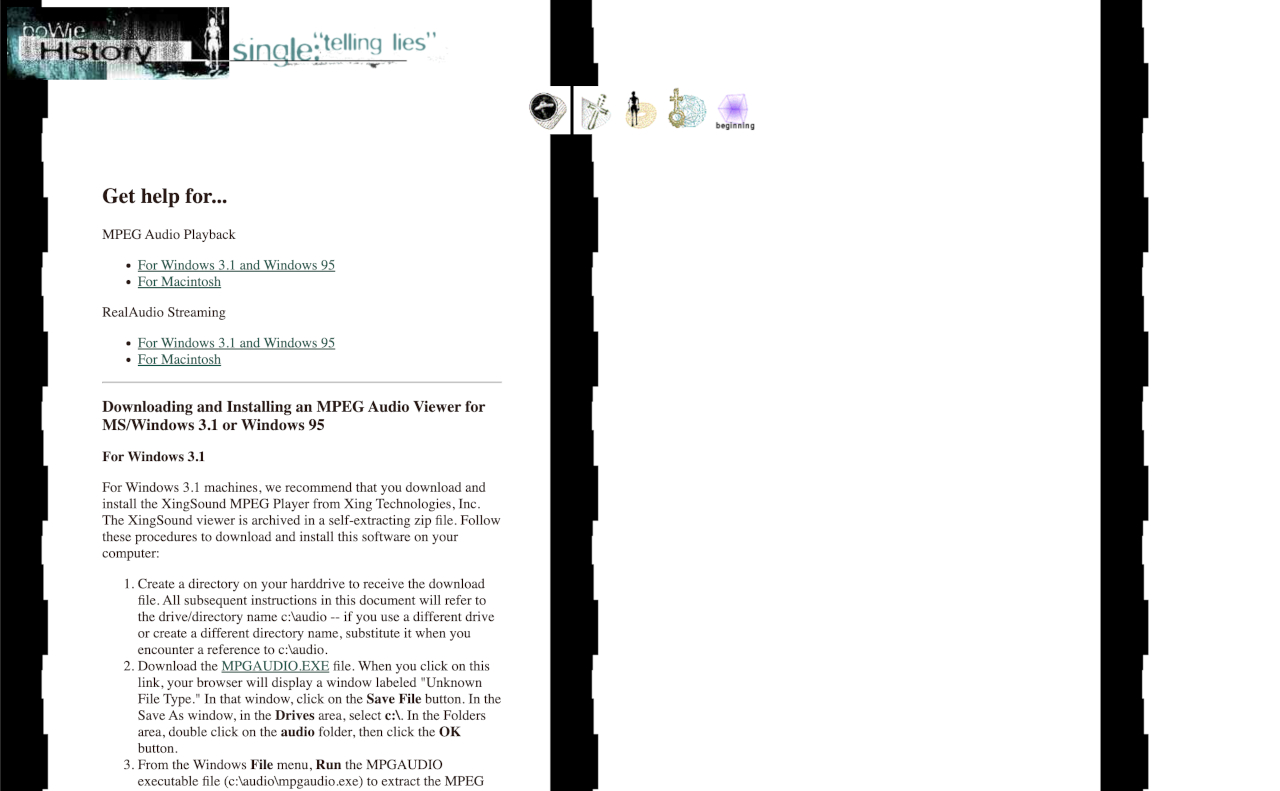 boWie
HIstory
single:"telling lies"
beginning
Get help for...
MPEG Audio Playback
• For Windows 3.1 and Windows 95
• For Macintosh
RealAudio Streaming
• For Windows 3.1 and Windows 95
• For Macintosh
Downloading and Installing an MPEG Audio Viewer for
MS/Windows 3.1 or Windows 95
For Windows 3.1
For Windows 3.1 machines, we recommend that you download and
install the XingSound MPEG Player from Xing Technologies, Inc.
The XingSound viewer is archived in a self-extracting zip file. Follow
these procedures to download and install this software on your
computer:
1. Create a directory on your harddrive to receive the download
file. All subsequent instructions in this document will refer to
the drive/directory name c:\audio -- if you use a different drive
or create a different directory name, substitute it when you
encounter a reference to c:\audio.
2. Download the MPGAUDIO.EXE file. When you click on this
link, your browser will display a window labeled "Unknown
File Type." In that window, click on the Save File button. In the
Save As window, in the Drives area, select c:\. In the Folders
area, double click on the audio folder, then click the OK
button.
3. From the Windows File menu, Run the MPGAUDIO
executable file (c:\audio\mpgaudio.exe) to extract the MPEG